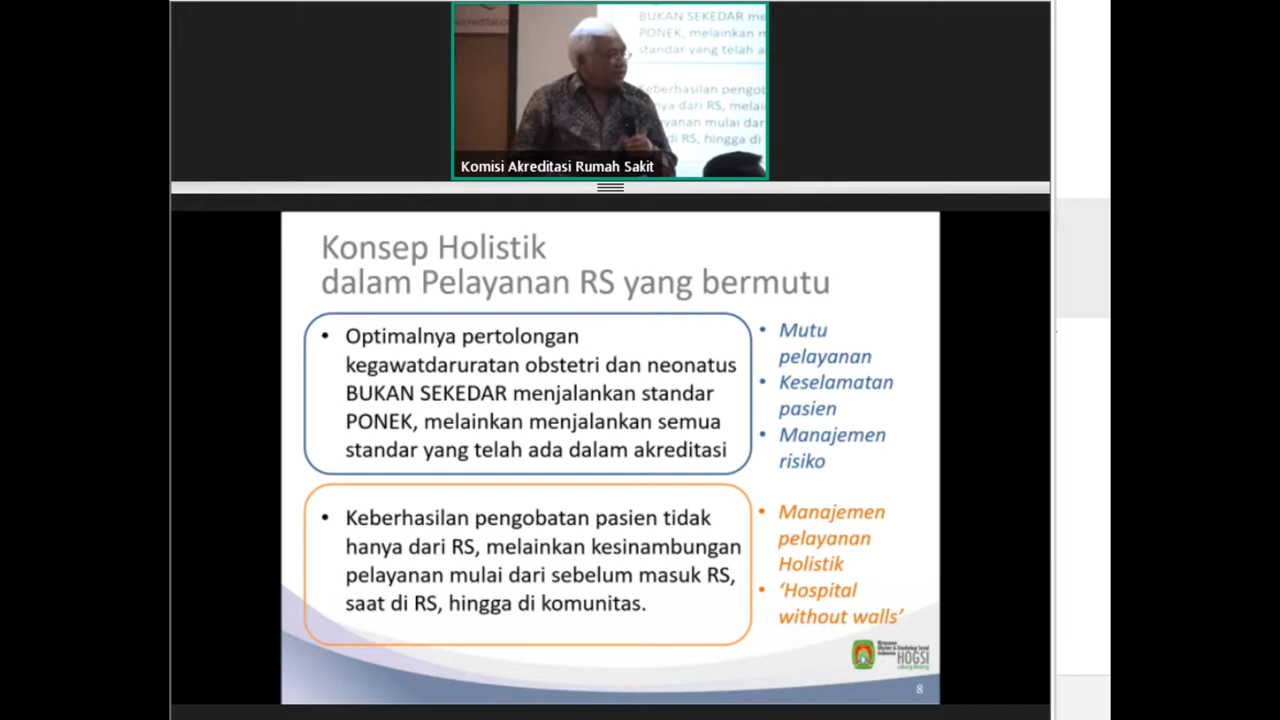 BUKAN SEKEDAR me
PONEK, melainkan m
standar yang telah a
eberhasilan pengob
nya dari RS, melai
ayanan mulai dar
di RS, hingga di
Komisi Akreditasi Rumah Sakit
Konsep Holistik
dalam Pelayanan RS yang bermutu
• Optimalnya pertolongan
kegawatdaruratan obstetri dan neonatus
BUKAN SEKEDAR menjalankan standar
PONEK, melainkan menjalankan semua
standar yang telah ada dalam akreditasi
• Mutu
pelayanan
• Keselamatan
pasien
• Manajemen
risiko
• Keberhasilan pengobatan pasien tidak
hanya dari RS, melainkan kesinambungan
pelayanan mulai dari sebelum masuk RS,
saat di RS, hingga di komunitas.
• Manajemen
pelayanan
Holistik
• ‘Hospital
without walls’
HOGSI
8